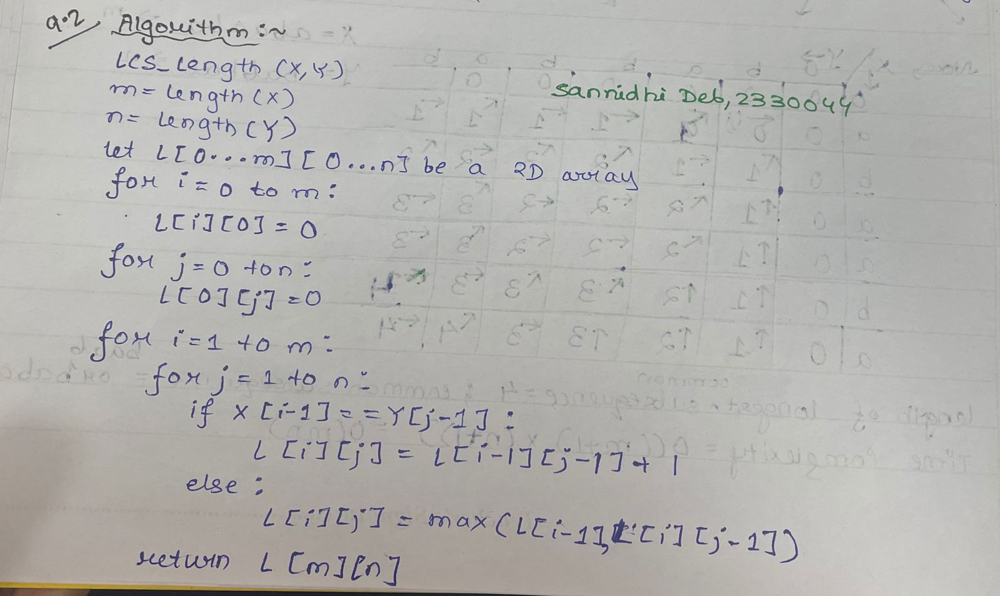 Q.2 Algorithm :~
LCS_Length (X,Y)
Sannidhi Deb, 2330044
m= Length (X)
n= Length (Y)
let L[0...m][0...n] be a 2D array
for i=0 to m:
L[i][0] = 0
for j=0 to n:
L[0][j] =0
for i=1 to m:
for j=1 to n:
if X[i-1]==Y[j-1]:
L[i][j] = L[i-1][j-1]+1
else:
L[i][j] = max(L[i-1],L[i][j-1])
return L[m][n]